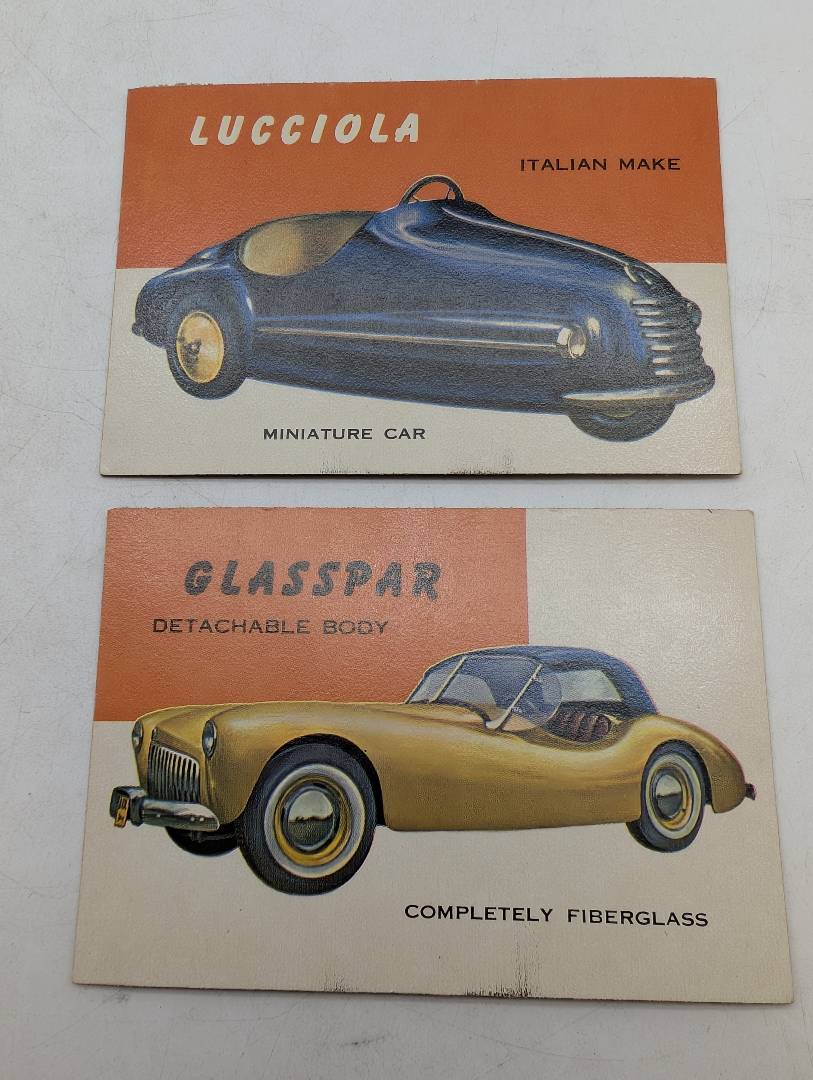 LUCCIOLA
ITALIAN MAKE
MINIATURE CAR
GLASSPAR
DETACHABLE BODY
COMPLETELY FIBERGLASS